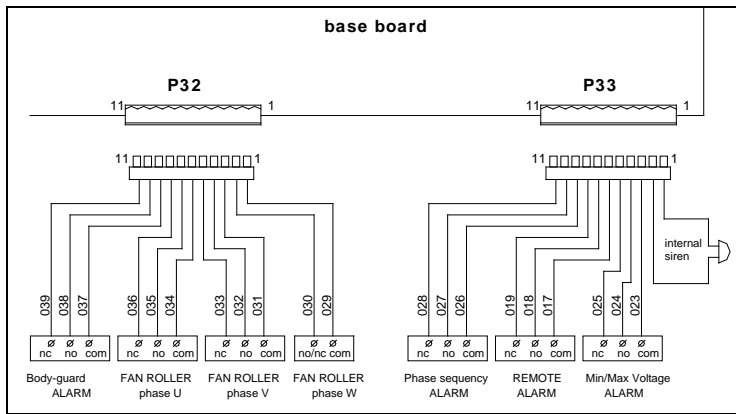 base board
P32
P33
11 1
11 1
11 1
11 1
internal
siren
039 038 037 036 035 034 033 032 031 030 029 028 027 026 019 018 017 025 024 023
nc no com nc no com nc no com no/nc com nc no com nc no com nc no com
Body-guard FAN ROLLER FAN ROLLER FAN ROLLER Phase sequency REMOTE Min/Max Voltage
ALARM phase U phase V phase W ALARM ALARM ALARM